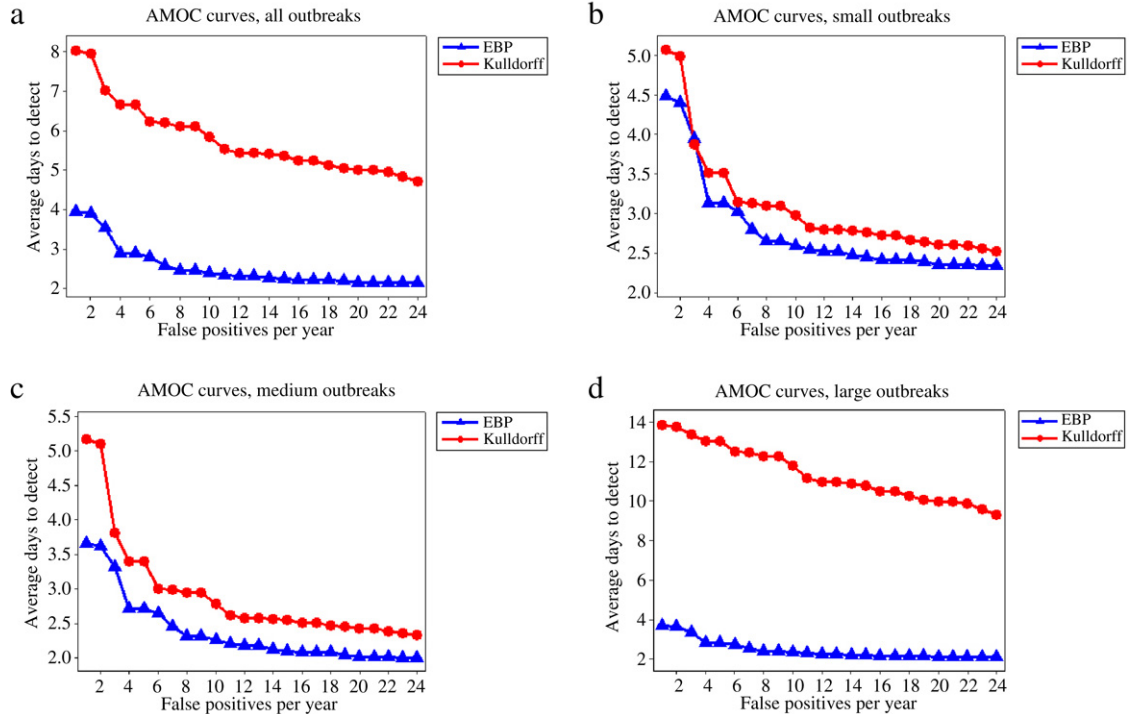 a
AMOC curves, all outbreaks
8
7
6
5
4
3
2
Average days to detect
2 4 6 8 10 12 14 16 18 20 22 24
False positives per year
EBP
Kulldorff
b
AMOC curves, small outbreaks
5.0
4.5
4.0
3.5
3.0
2.5
2.0
Average days to detect
2 4 6 8 10 12 14 16 18 20 22 24
False positives per year
EBP
Kulldorff
c
AMOC curves, medium outbreaks
5.5
5.0
4.5
4.0
3.5
3.0
2.5
2.0
Average days to detect
2 4 6 8 10 12 14 16 18 20 22 24
False positives per year
EBP
Kulldorff
d
AMOC curves, large outbreaks
14
12
10
8
6
4
2
Average days to detect
2 4 6 8 10 12 14 16 18 20 22 24
False positives per year
EBP
Kulldorff